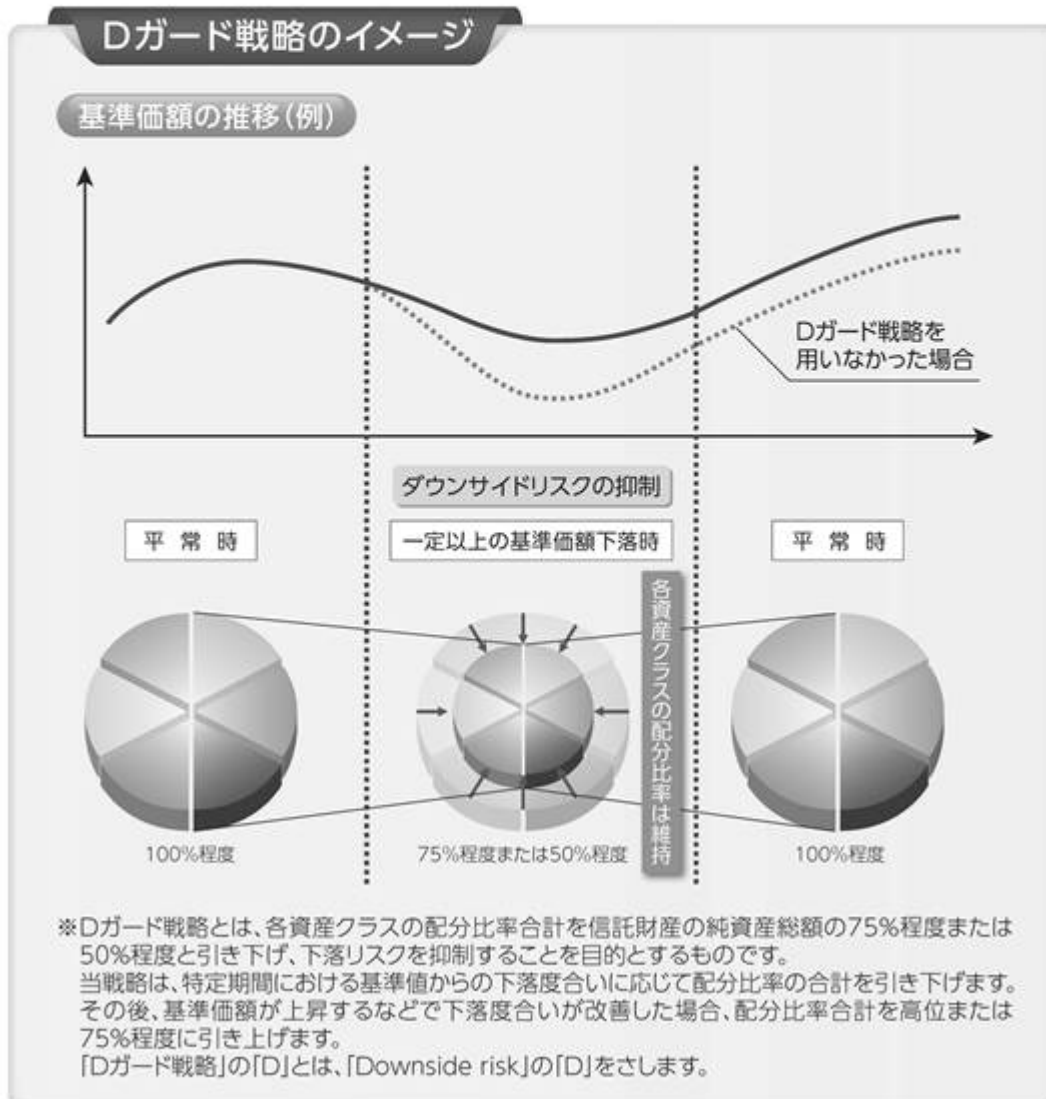 Dガード戦略のイメージ
基準価額の推移(例)
Dガード戦略を
用いなかった場合
ダウンサイドリスクの抑制
平常時
一定以上の基準価額下落時
平常時
各資産クラスの配分比率は維持
100%程度
75%程度または50%程度
100%程度
※Dガード戦略とは、各資産クラスの配分比率合計を信託財産の純資産総額の75%程度または
50%程度と引き下げ、下落リスクを抑制することを目的とするものです。
当戦略は、特定期間における基準値からの下落度合いに応じて配分比率の合計を引き下げます。
その後、基準価額が上昇するなどで下落度合いが改善した場合、配分比率合計を高位または
75%程度に引き上げます。
「Dガード戦略」の「D」とは、「Downside risk」の「D」をさします。